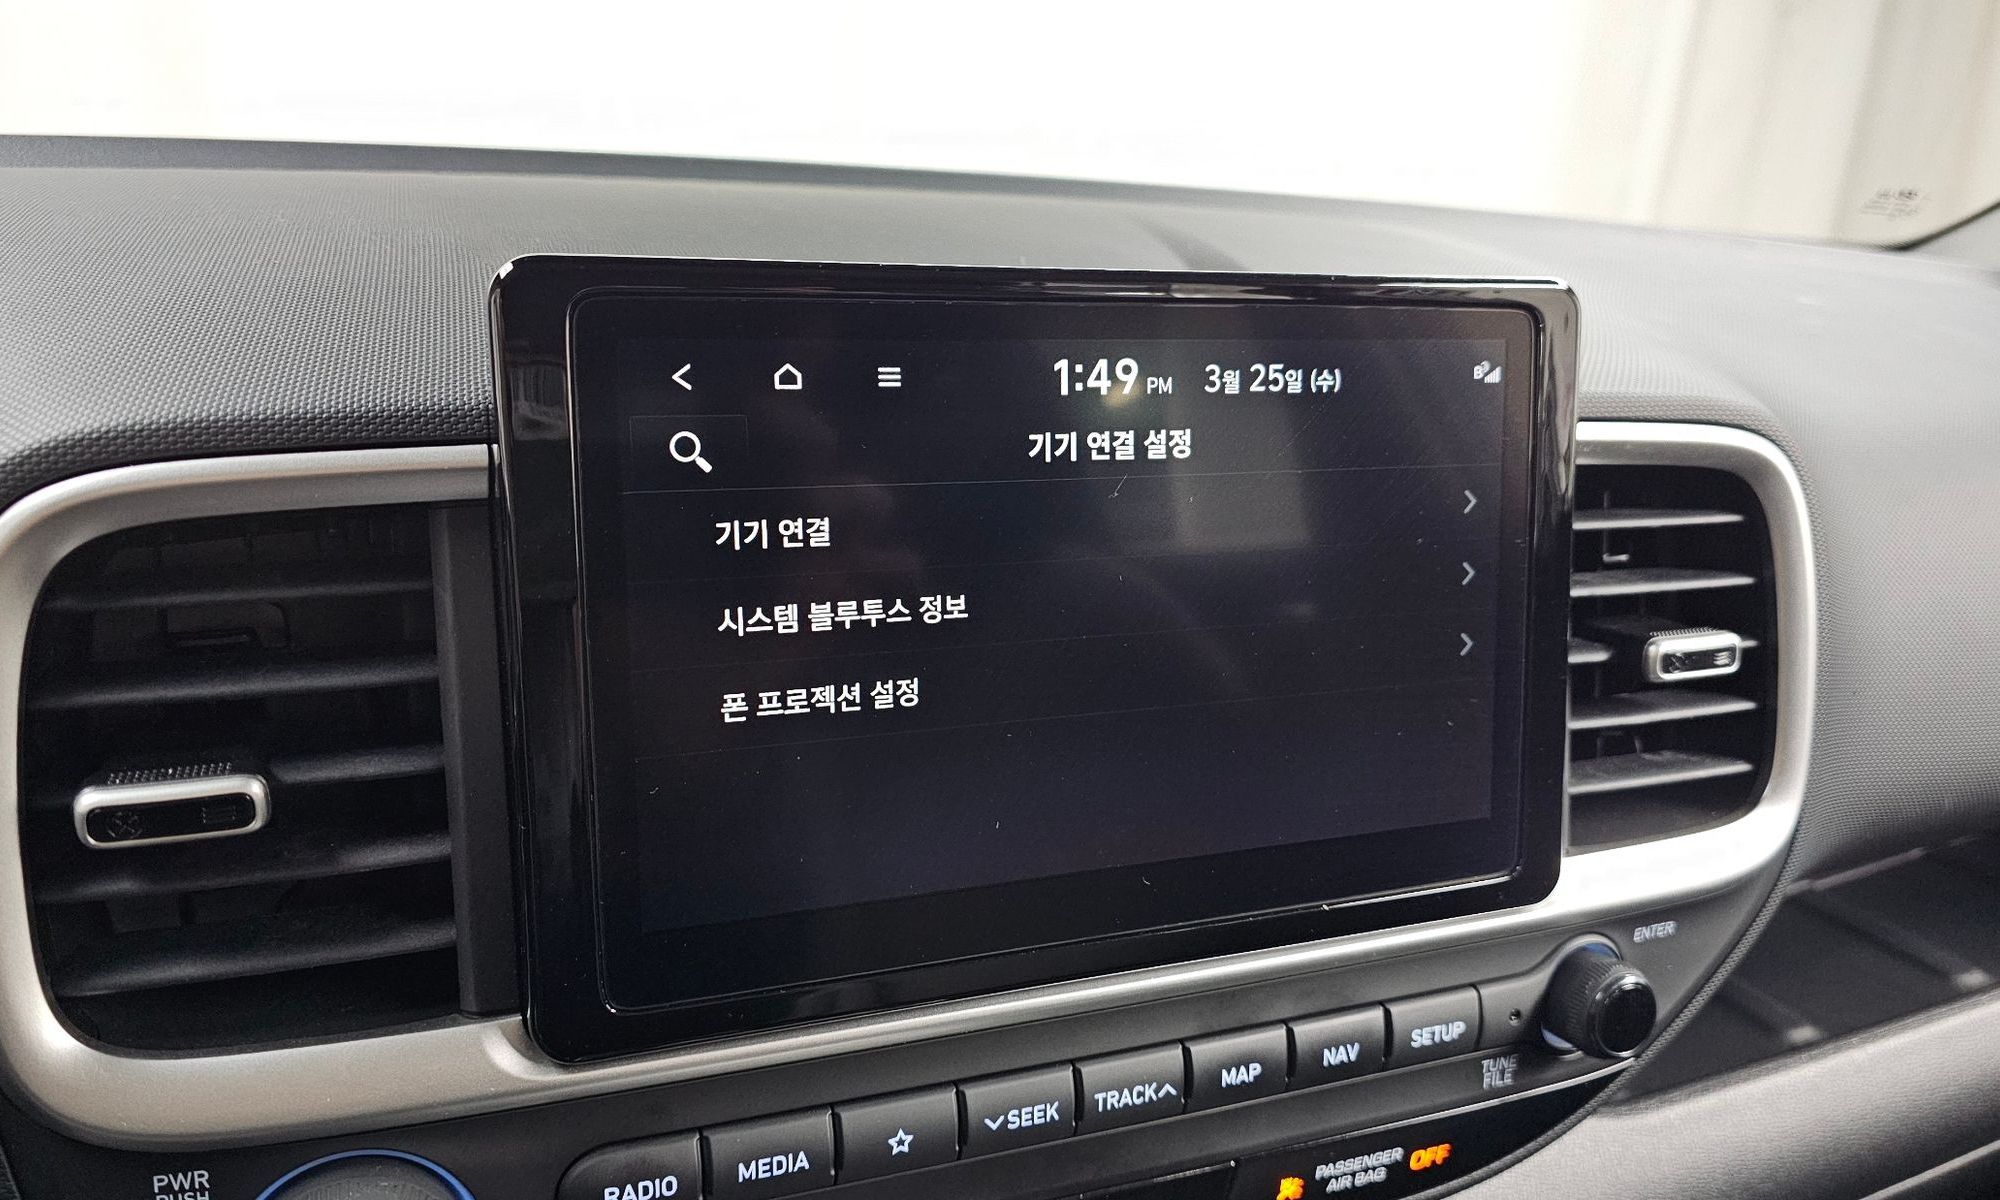 1:49 PM 3월 25일 (수)
기기 연결 설정
기기 연결
시스템 블루투스 정보
폰 프로젝션 설정
ENTER
RADIO
MEDIA
SEEK
TRACK
MAP
NAV
SETUP
TUNE
FILE
PWR
PUSH
PASSENGER
AIR BAG
OFF